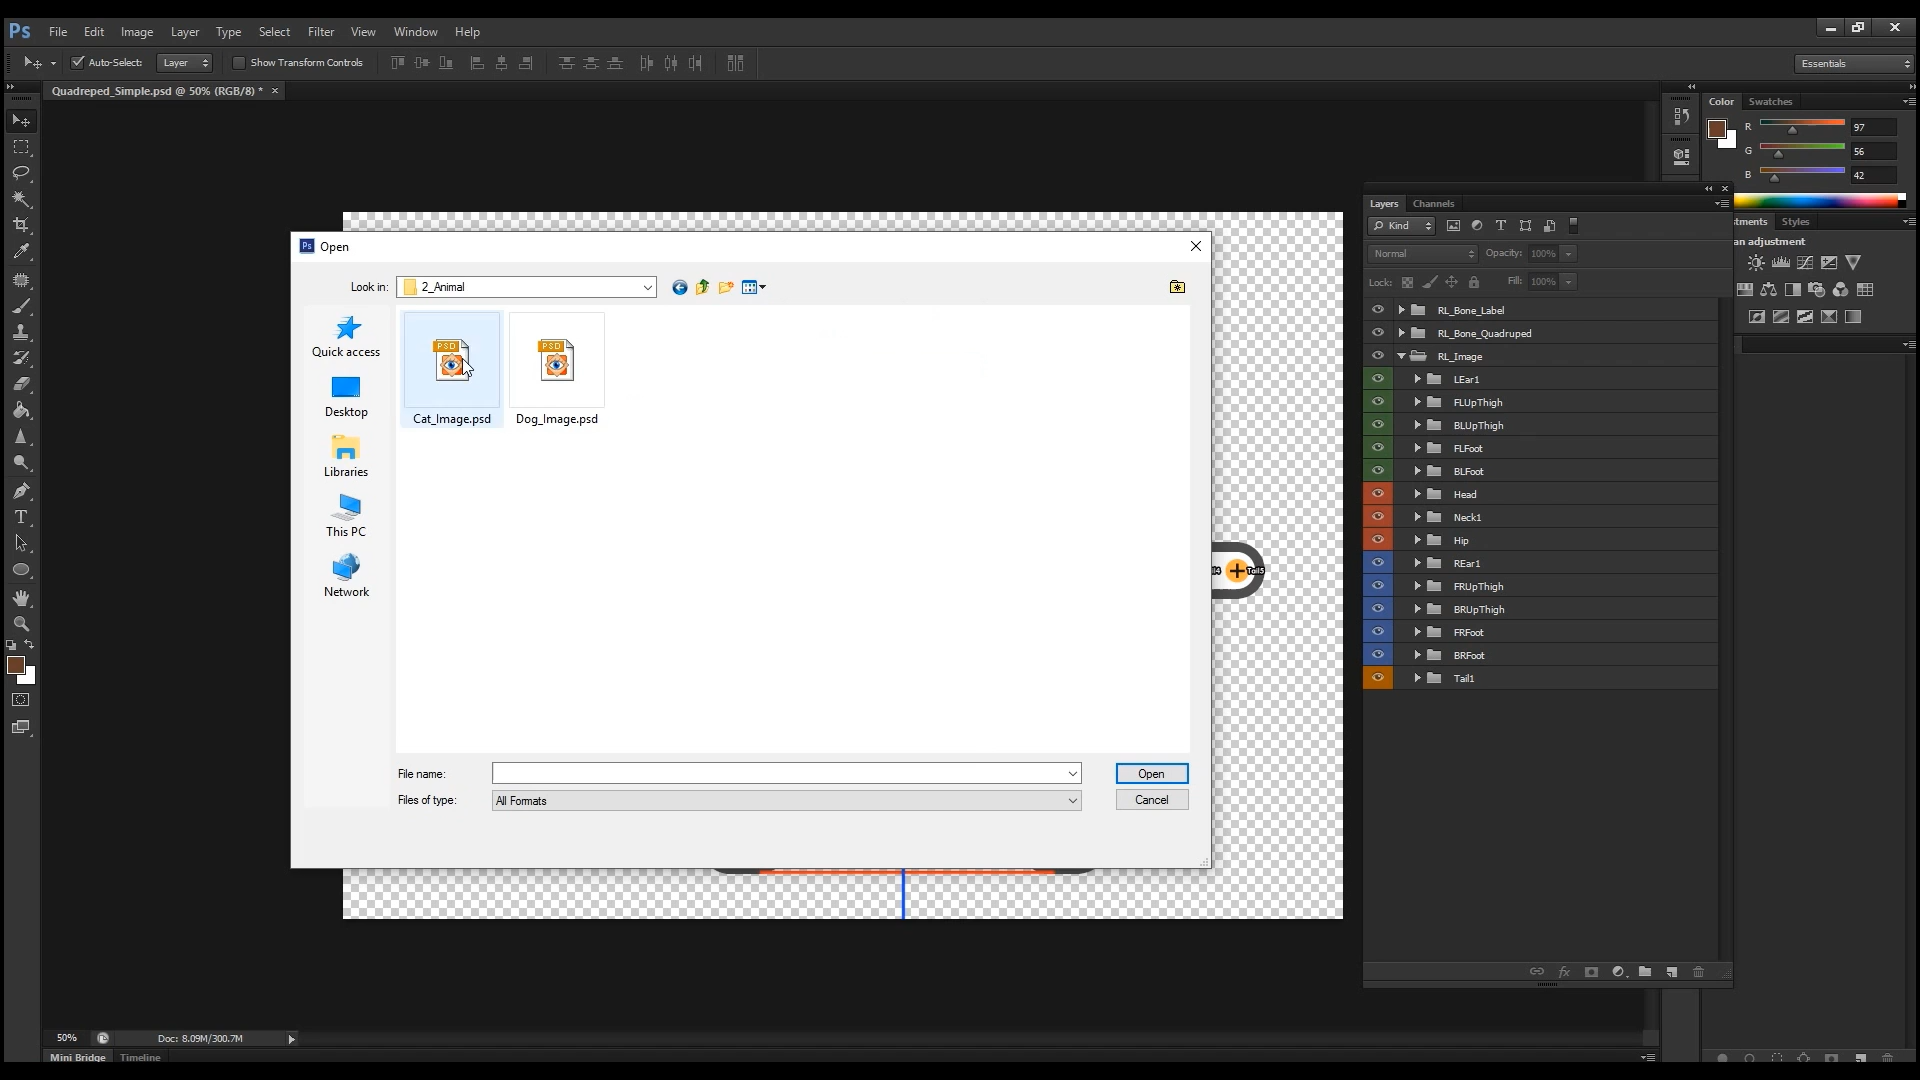 Ps File Edit Image Layer Type Select Filter View Window Help
Auto-Select: Layer Show Transform Controls Essentials
Quadreped_Simple.psd @ 50% (RGB/8) * ×
Color Swatches
R 97
G 56
B 42
Layers Channels
Kind
Normal Opacity: 100%
Lock: Fill: 100%
tments Styles
an adjustment
RL_Bone_Label
RL_Bone_Quadruped
RL_Image
LEar1
FLUpThigh
BLUpThigh
FLFoot
BLFoot
Head
Neck1
Hip
REar1
FRUpThigh
BRUpThigh
FRFoot
BRFoot
Tail1
Ps Open
Look in: 2_Animal
Quick access
Desktop
Libraries
This PC
Network
PSD PSD
Cat_Image.psd Dog_Image.psd
File name: Open
Files of type: All Formats Cancel
Tail5
50% Doc: 8.09M/300.7M
Mini Bridge Timeline